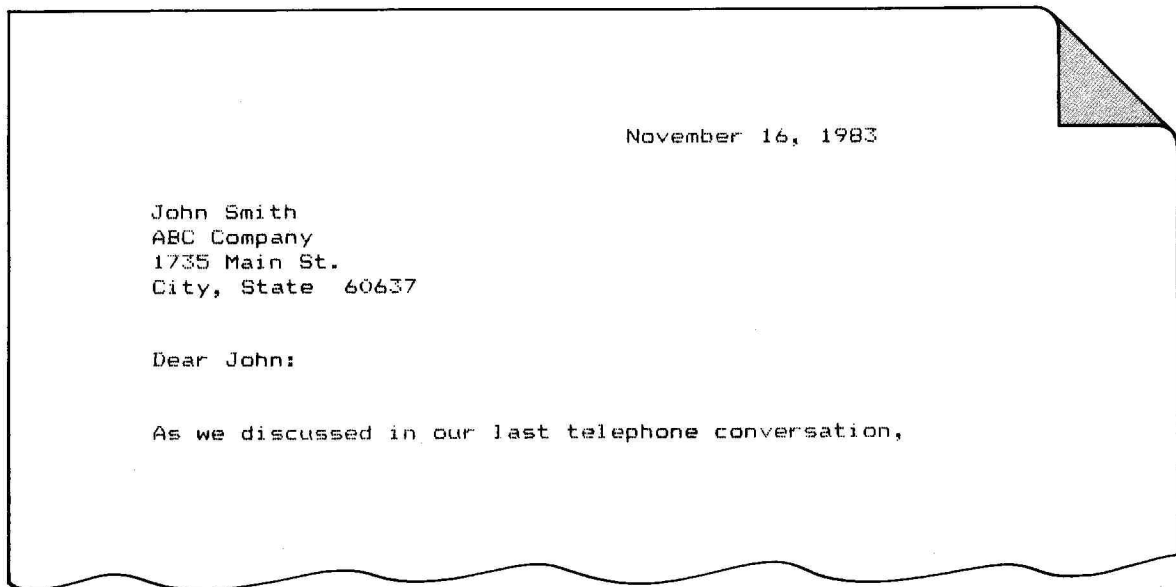 November 16, 1983
John Smith
ABC Company
1735 Main St.
City, State  60637
Dear John:
As we discussed in our last telephone conversation,